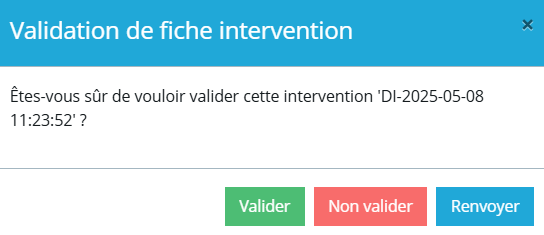 Validation de fiche intervention
×
Êtes-vous sûr de vouloir valider cette intervention 'DI-2025-05-08
11:23:52' ?
Valider
Non valider
Renvoyer